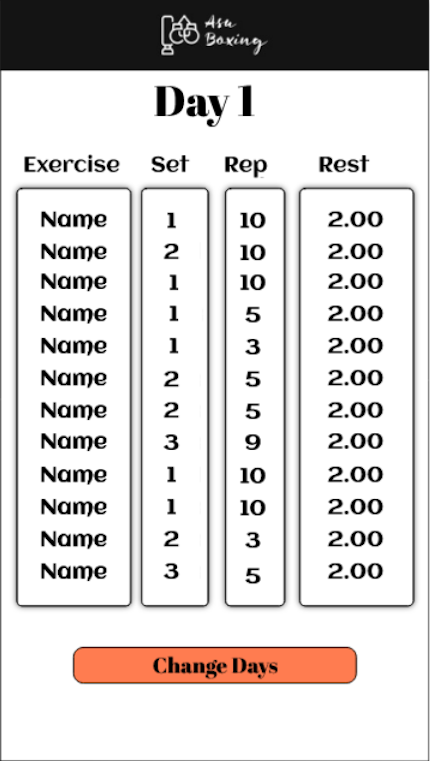 Asu
Boxing
Day 1
Exercise Set Rep Rest
Name 1 10 2.00
Name 2 10 2.00
Name 1 10 2.00
Name 1 5 2.00
Name 1 3 2.00
Name 2 5 2.00
Name 2 5 2.00
Name 3 9 2.00
Name 1 10 2.00
Name 1 10 2.00
Name 2 3 2.00
Name 3 5 2.00
Change Days